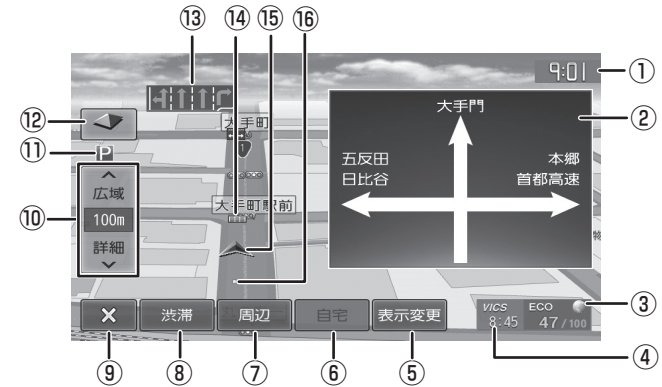 ⑬
⑭
⑮
⑯
9:01
①
大手門
②
⑫
大手町
1
五反田
日比谷
本郷
首都高速
⑪
P
⑩
広域
100m
詳細
大手町駅前
物
渋滞
周辺
自宅
表示変更
VICS
8:45
ECO
47/100
③
④
⑨
⑧
⑦
⑥
⑤